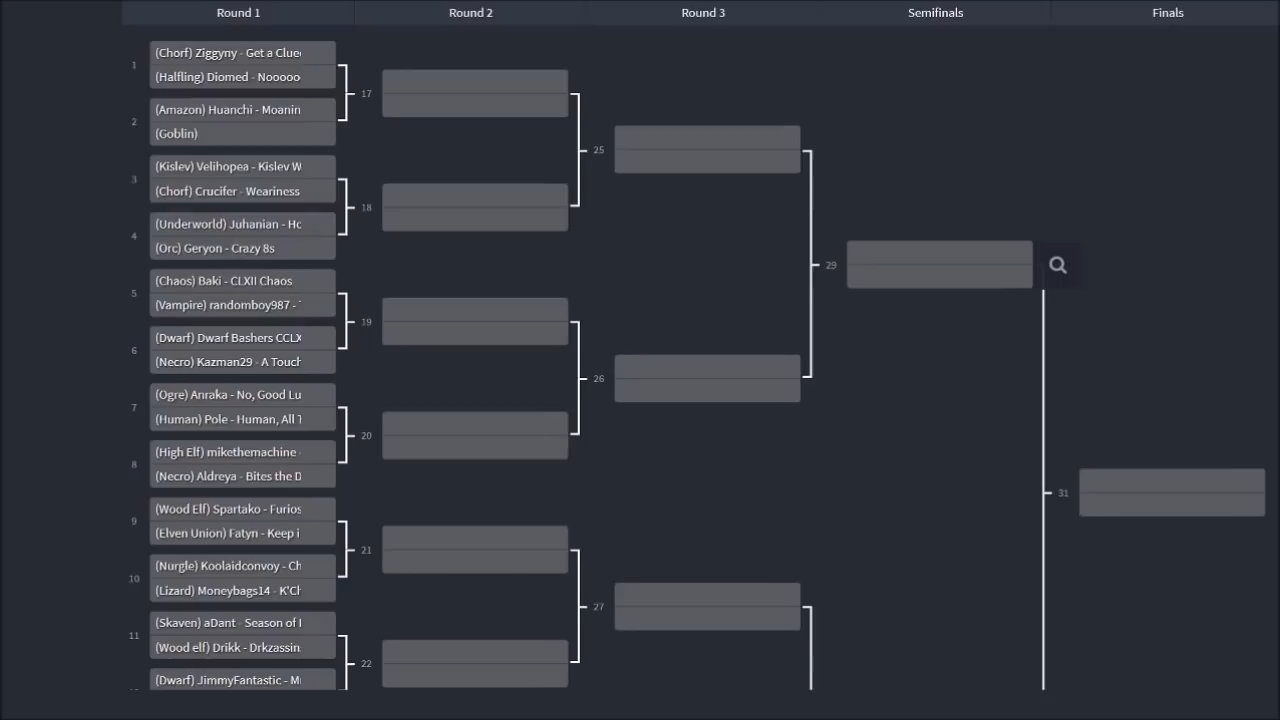 Round 1
Round 2
Round 3
Semifinals
Finals
1
(Chorf) Ziggyny - Get a Clue
(Halfling) Diomed - Nooooo
17
2
(Amazon) Huanchi - Moanin
(Goblin)
25
3
(Kislev) Velihopea - Kislev W
(Chorf) Crucifer - Weariness
18
4
(Underworld) Juhanian - Ho
(Orc) Geryon - Crazy 8s
29
5
(Chaos) Baki - CLXII Chaos
(Vampire) randomboy987 -
19
6
(Dwarf) Dwarf Bashers CCLX
(Necro) Kazman29 - A Touch
26
7
(Ogre) Anraka - No, Good Lu
(Human) Pole - Human, All T
20
8
(High Elf) mikethemachine -
(Necro) Aldreya - Bites the D
31
9
(Wood Elf) Spartako - Furios
(Elven Union) Fatyn - Keep i
21
10
(Nurgle) Koolaidconvoy - Ch
(Lizard) Moneybags14 - K'Ch
27
11
(Skaven) aDant - Season of
(Wood elf) Drikk - Drkzassin
22
(Dwarf) JimmyFantastic - M